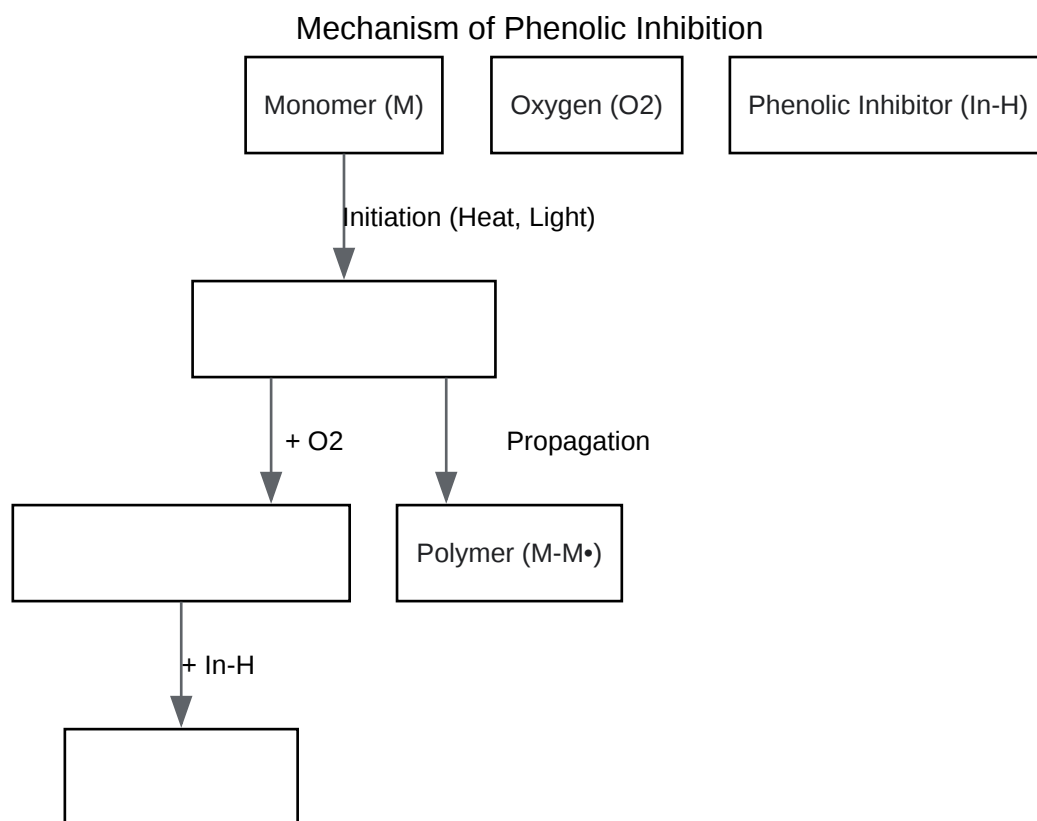 Mechanism of Phenolic Inhibition
Monomer (M)
Oxygen (O2)
Phenolic Inhibitor (In-H)
Initiation (Heat, Light)
+ O2
Propagation
Polymer (M-M•)
+ In-H